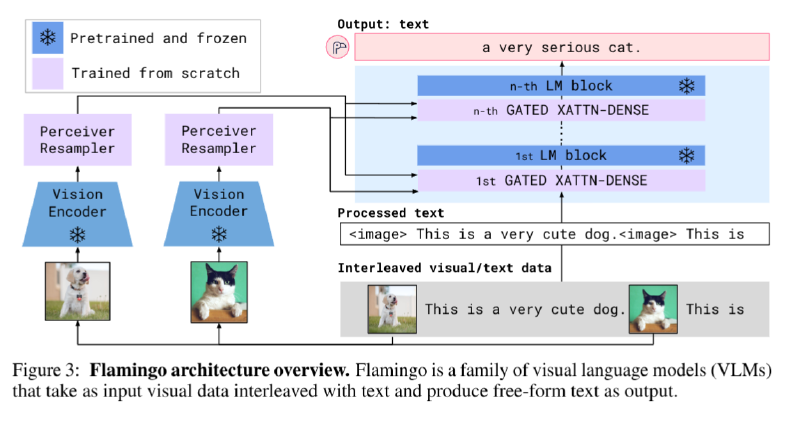 Output: text
Pretrained and frozen
Trained from scratch
a very serious cat.
n-th LM block
n-th GATED XATTN-DENSE
1st LM block
1st GATED XATTN-DENSE
Perceiver
Resampler
Perceiver
Resampler
Vision
Encoder
Vision
Encoder
Processed text
<image> This is a very cute dog.<image> This is
Interleaved visual/text data
This is a very cute dog.
This is
Figure 3: Flamingo architecture overview. Flamingo is a family of visual language models (VLMs)
that take as input visual data interleaved with text and produce free-form text as output.